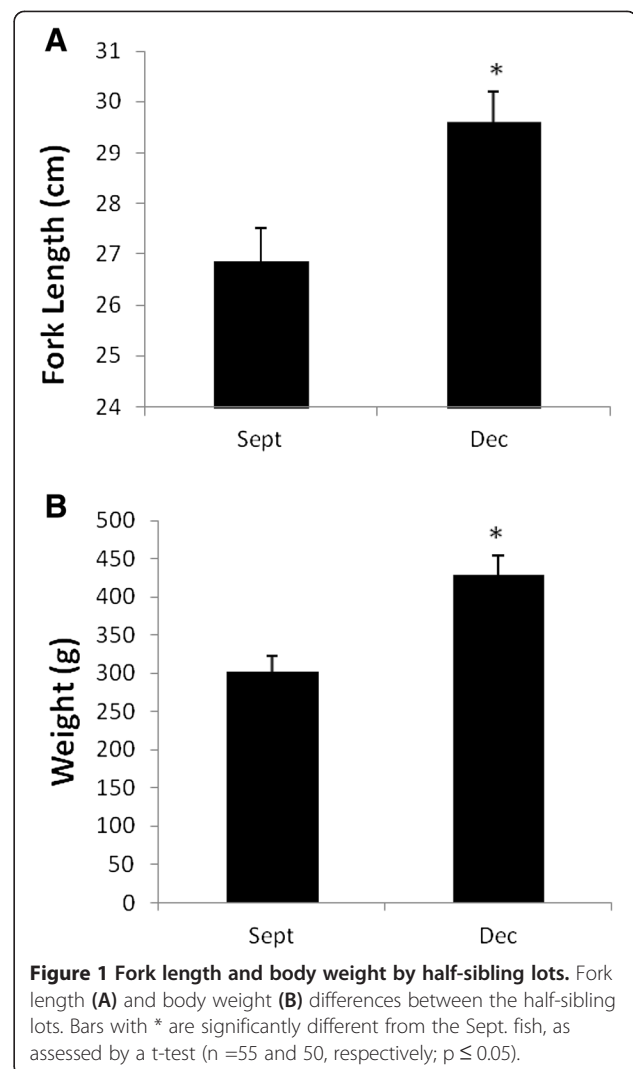 A
31
*
30
29
28
27
26
25
24
Fork Length (cm)
Sept Dec
B
500
*
450
400
350
300
250
200
150
100
50
0
Weight (g)
Sept Dec
Figure 1 Fork length and body weight by half-sibling lots. Fork
length (A) and body weight (B) differences between the half-sibling
lots. Bars with * are significantly different from the Sept. fish, as
assessed by a t-test (n =55 and 50, respectively; p ≤ 0.05).